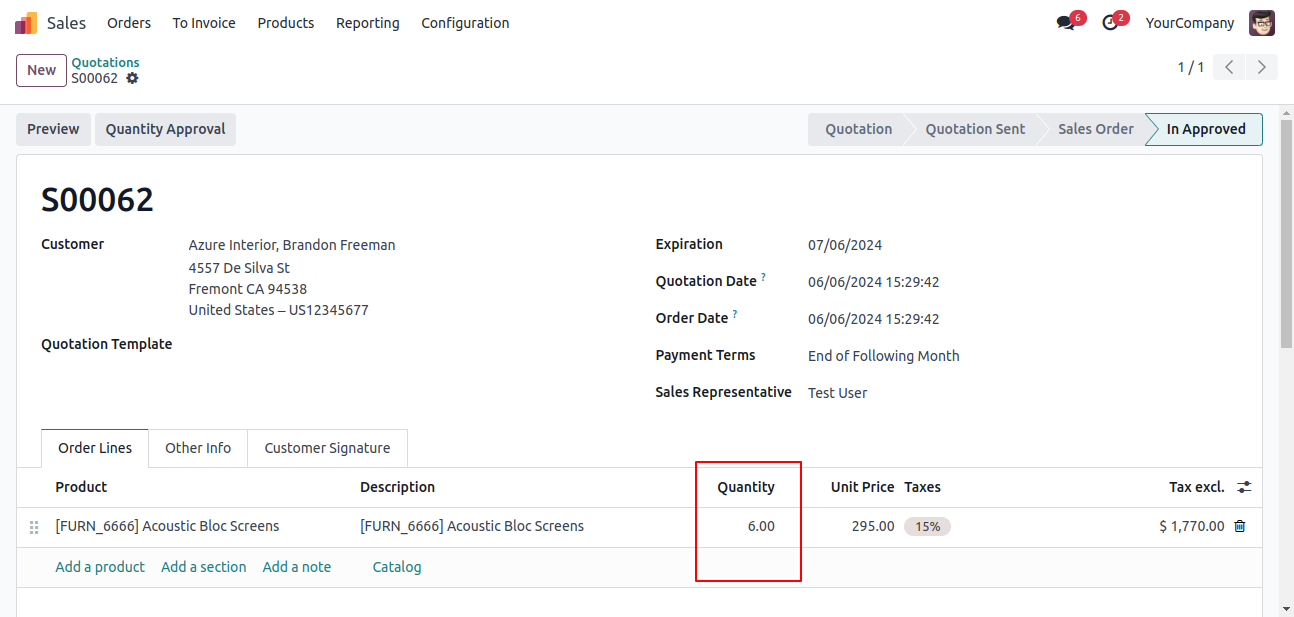 Sales Orders To Invoice Products Reporting Configuration 6 2 YourCompany
New Quotations
S00062
1 / 1
Preview Quantity Approval Quotation Quotation Sent Sales Order In Approved
S00062
Customer Azure Interior, Brandon Freeman
4557 De Silva St
Fremont CA 94538
United States – US12345677
Quotation Template
Expiration 07/06/2024
Quotation Date ? 06/06/2024 15:29:42
Order Date ? 06/06/2024 15:29:42
Payment Terms End of Following Month
Sales Representative Test User
Order Lines Other Info Customer Signature
Product Description Quantity Unit Price Taxes Tax excl.
[FURN_6666] Acoustic Bloc Screens [FURN_6666] Acoustic Bloc Screens 6.00 295.00 15% $ 1,770.00
Add a product Add a section Add a note Catalog